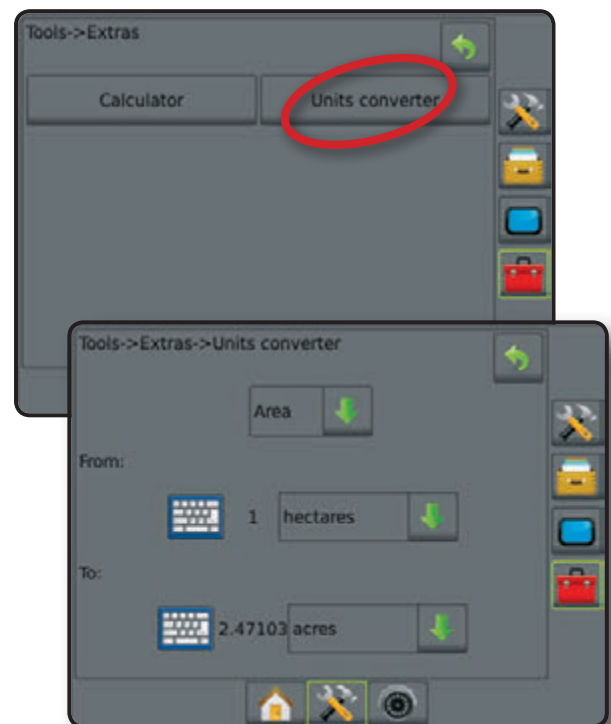 Tools->Extras
Calculator Units converter
Tools->Extras->Units converter
Area
From:
1 hectares
To:
2.47103 acres